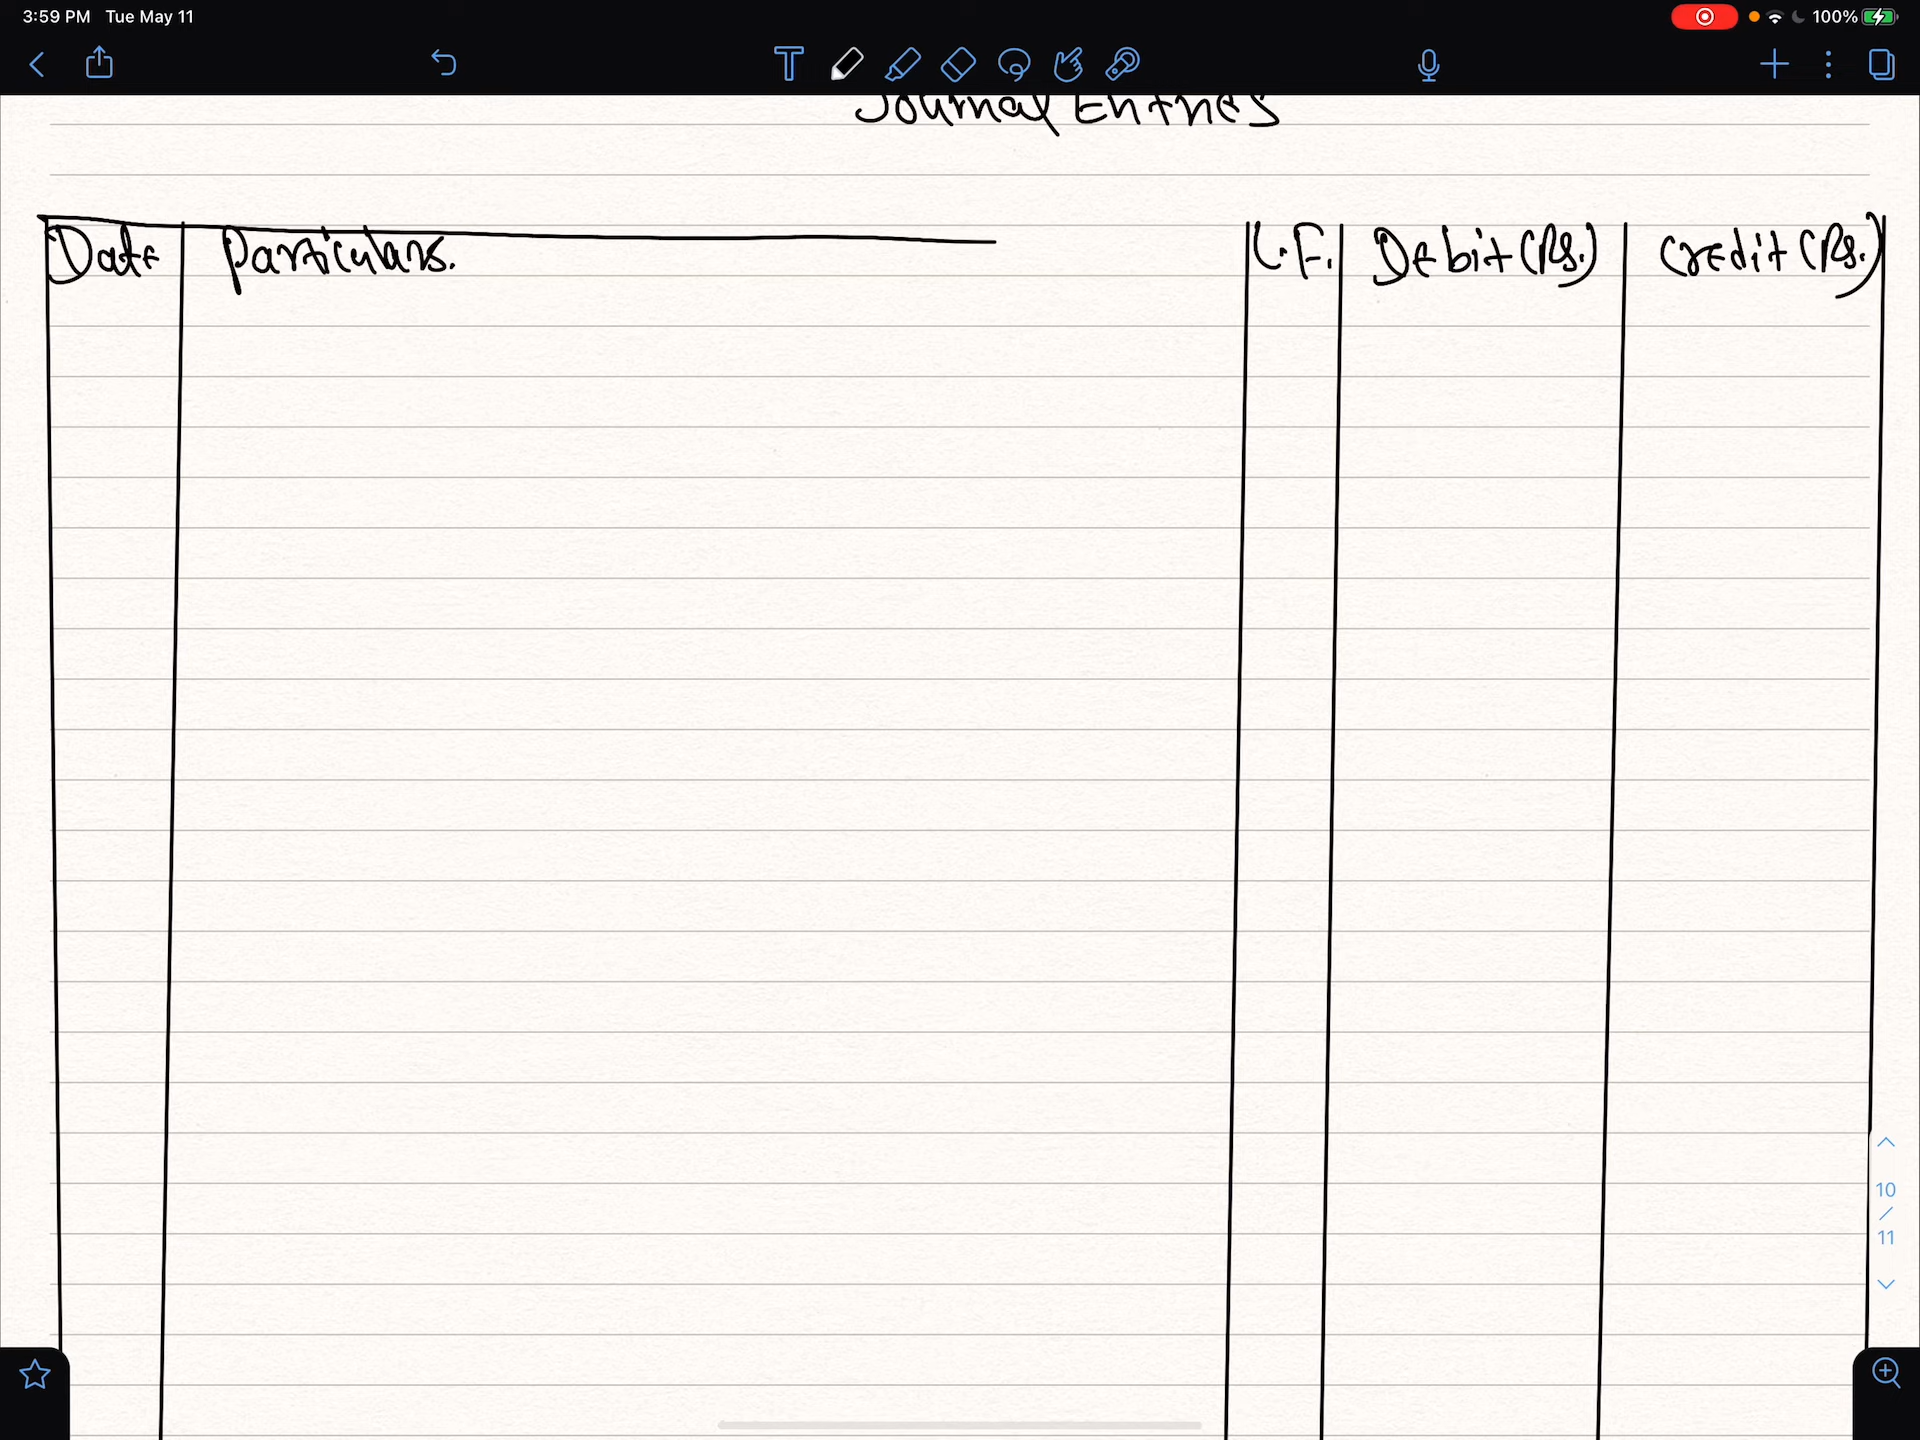 3:59 PM Tue May 11
100%
T
Journal Entries
Date Particulars. L.F. Debit (Rs.) Credit (Rs.)
10
/
11